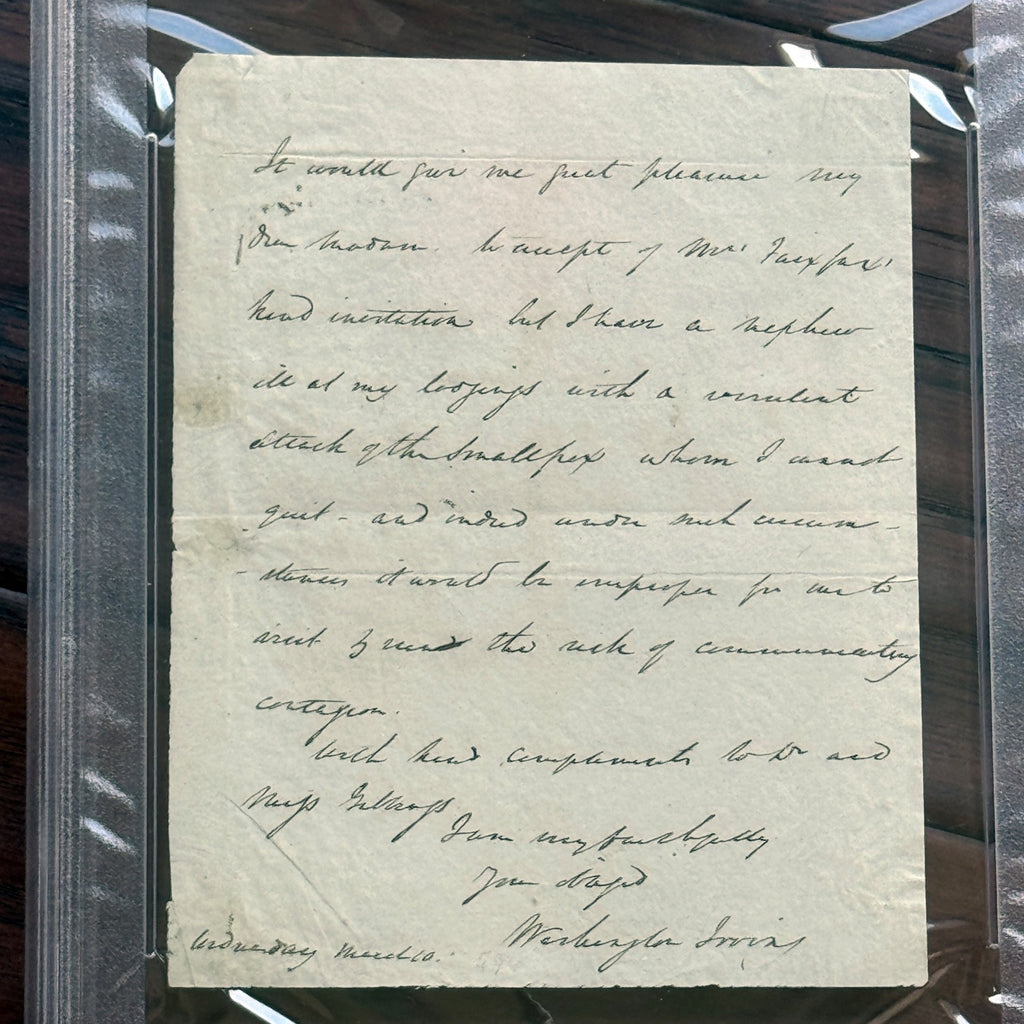 It would give me great pleasure my
dear Madam to accept of Mrs Fairfax'
kind invitation but I have a nephew
ill at my lodgings with a virulent
attack of the Smallpox whom I cannot
quit - and indeed under such circum-
-stances it would be improper for me to
visit & run the risk of communicating
contagion.
With kind compliments to Dr and
Miss
I am very faithfully
Your obliged
Washington Irving
Wednesday March 10.